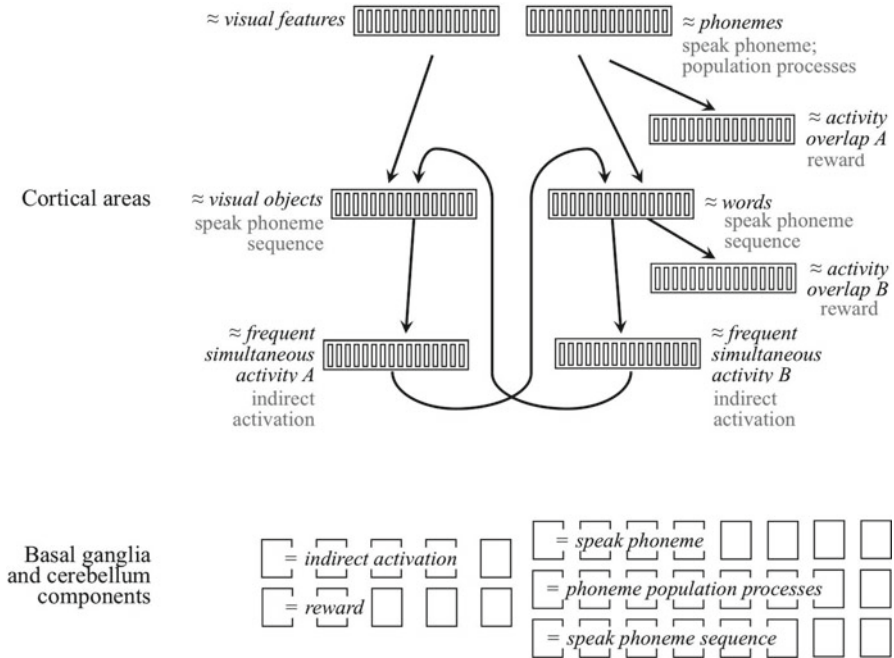 ≈ visual features
≈ phonemes
speak phoneme;
population processes
≈ activity
overlap A
reward
Cortical areas
≈ visual objects
speak phoneme
sequence
≈ words
speak phoneme
sequence
≈ activity
overlap B
reward
≈ frequent
simultaneous
activity A
indirect
activation
≈ frequent
simultaneous
activity B
indirect
activation
Basal ganglia
and cerebellum
components
= indirect activation
= reward
= speak phoneme
= phoneme population processes
= speak phoneme sequence